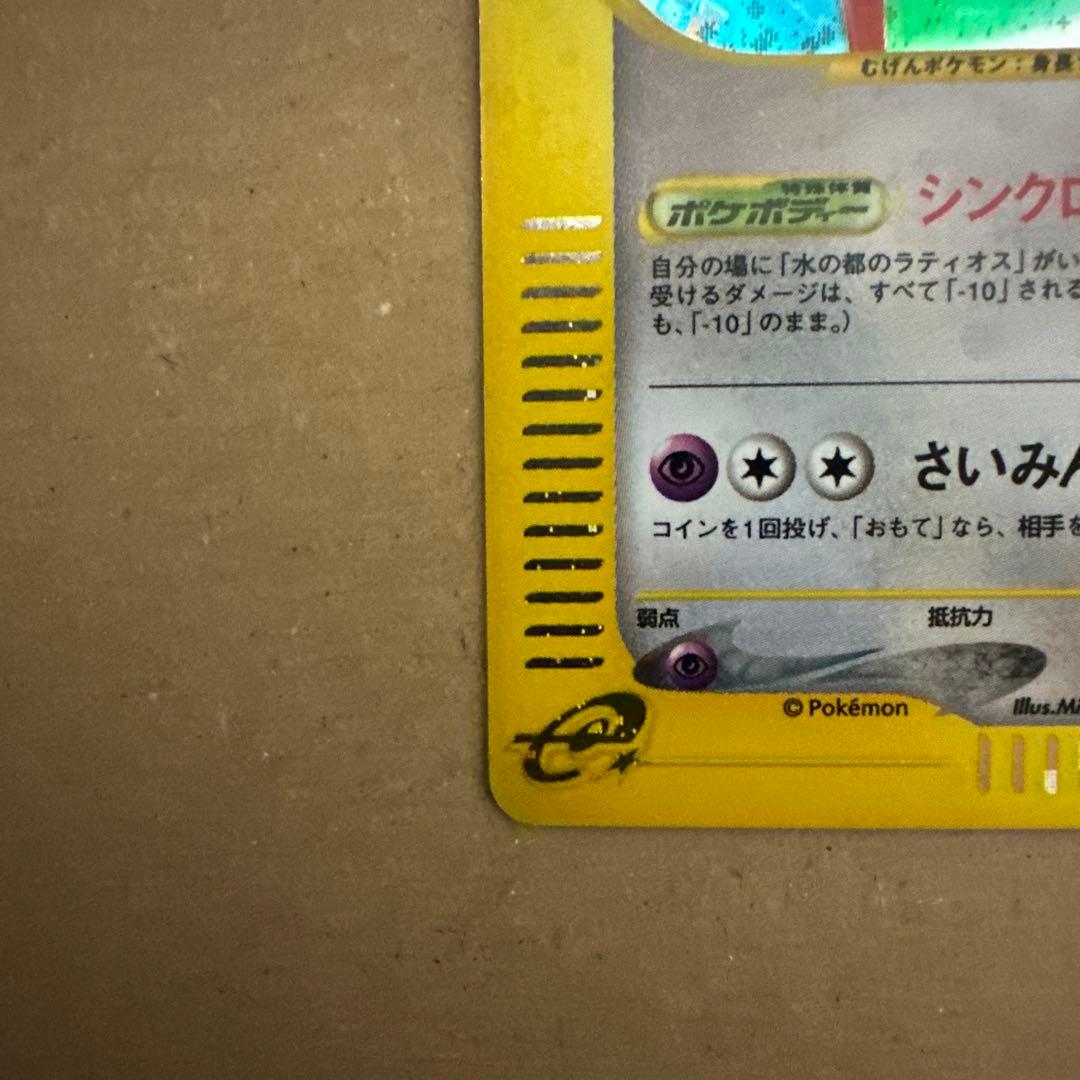 むげんポケモン：身長
特殊体質
ポケボディー シンクロ
自分の場に「水の都のラティオス」がい
受けるダメージは、すべて「-10」される
も、「-10」のまま。）
さいみん
コインを1回投げ、「おもて」なら、相手を
弱点 抵抗力
© Pokémon Illus.M
e